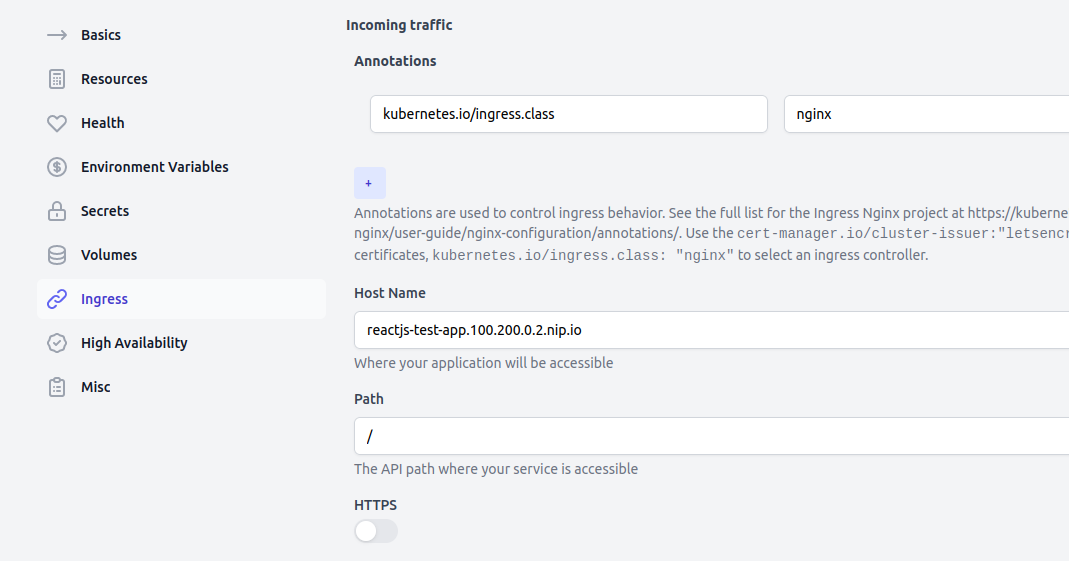 Basics
Resources
Health
Environment Variables
Secrets
Volumes
Ingress
High Availability
Misc
Incoming traffic
Annotations
kubernetes.io/ingress.class
nginx
+
Annotations are used to control ingress behavior. See the full list for the Ingress Nginx project at https://kuberne
nginx/user-guide/nginx-configuration/annotations/. Use the cert-manager.io/cluster-issuer:"letsencr
certificates, kubernetes.io/ingress.class: "nginx" to select an ingress controller.
Host Name
reactjs-test-app.100.200.0.2.nip.io
Where your application will be accessible
Path
/
The API path where your service is accessible
HTTPS